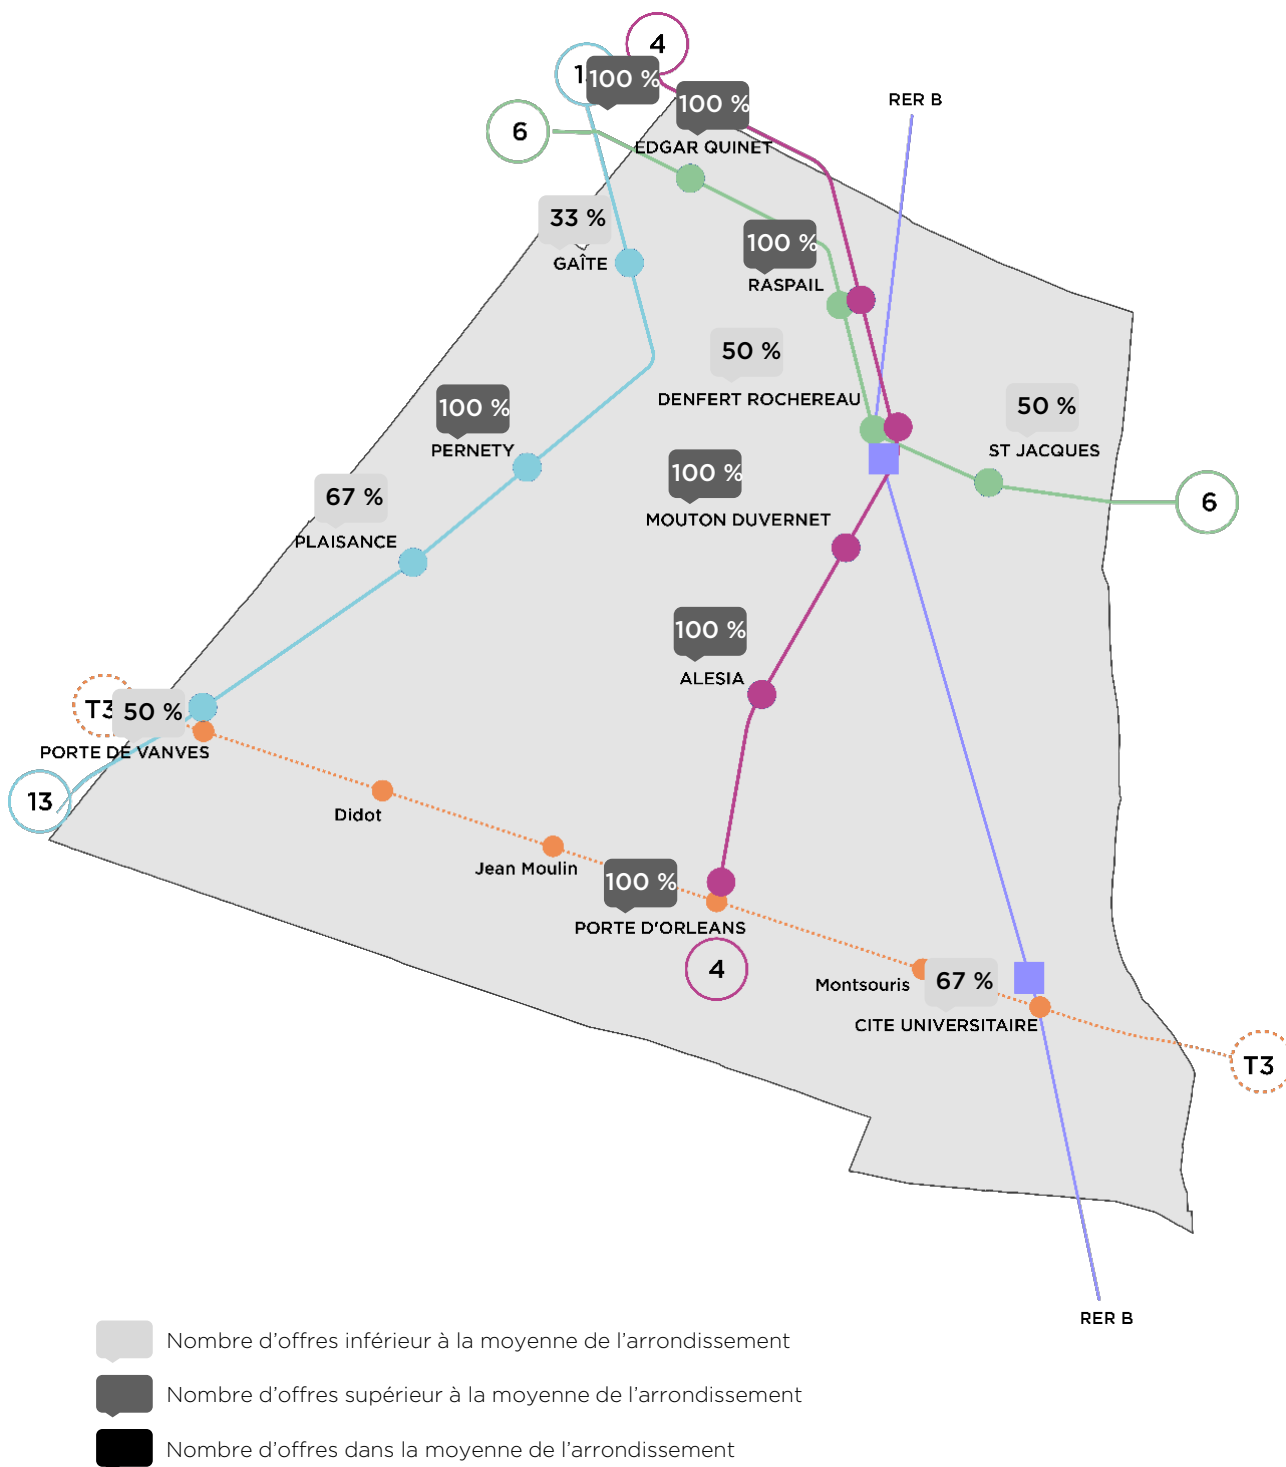 4
1
100 %
100 %
RER B
6
EDGAR QUINET
33 %
GAÎTE
100 %
RASPAIL
50 %
DENFERT ROCHEREAU
50 %
ST JACQUES
100 %
PERNETY
100 %
MOUTON DUVERNET
67 %
PLAISANCE
6
100 %
ALESIA
T3
50 %
PORTE DE VANVES
13
Didot
Jean Moulin
100 %
PORTE D'ORLEANS
4
Montsouris
67 %
CITE UNIVERSITAIRE
T3
RER B
Nombre d’offres inférieur à la moyenne de l’arrondissement
Nombre d’offres supérieur à la moyenne de l’arrondissement
Nombre d’offres dans la moyenne de l’arrondissement